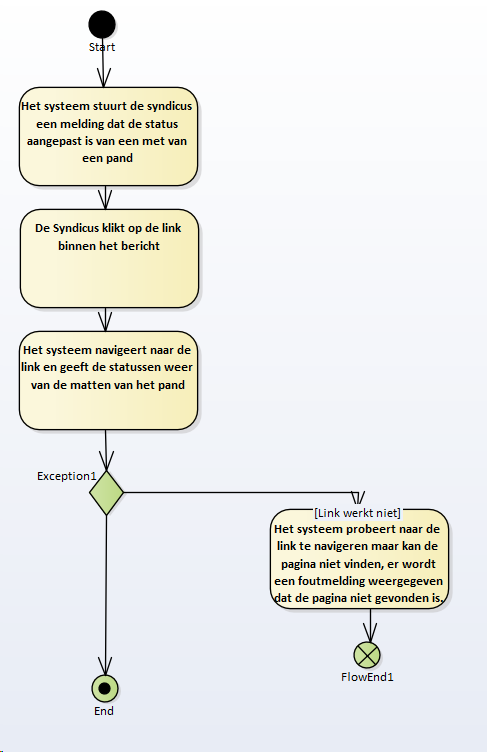 Start
Het systeem stuurt de syndicus
een melding dat de status
aangepast is van een met van
een pand
De Syndicus klikt op de link
binnen het bericht
Het systeem navigeert naar de
link en geeft de statussen weer
van de matten van het pand
Exception1
[Link werkt niet]
Het systeem probeert naar de
link te navigeren maar kan de
pagina niet vinden, er wordt
een foutmelding weergegeven
dat de pagina niet gevonden is.
FlowEnd1
End